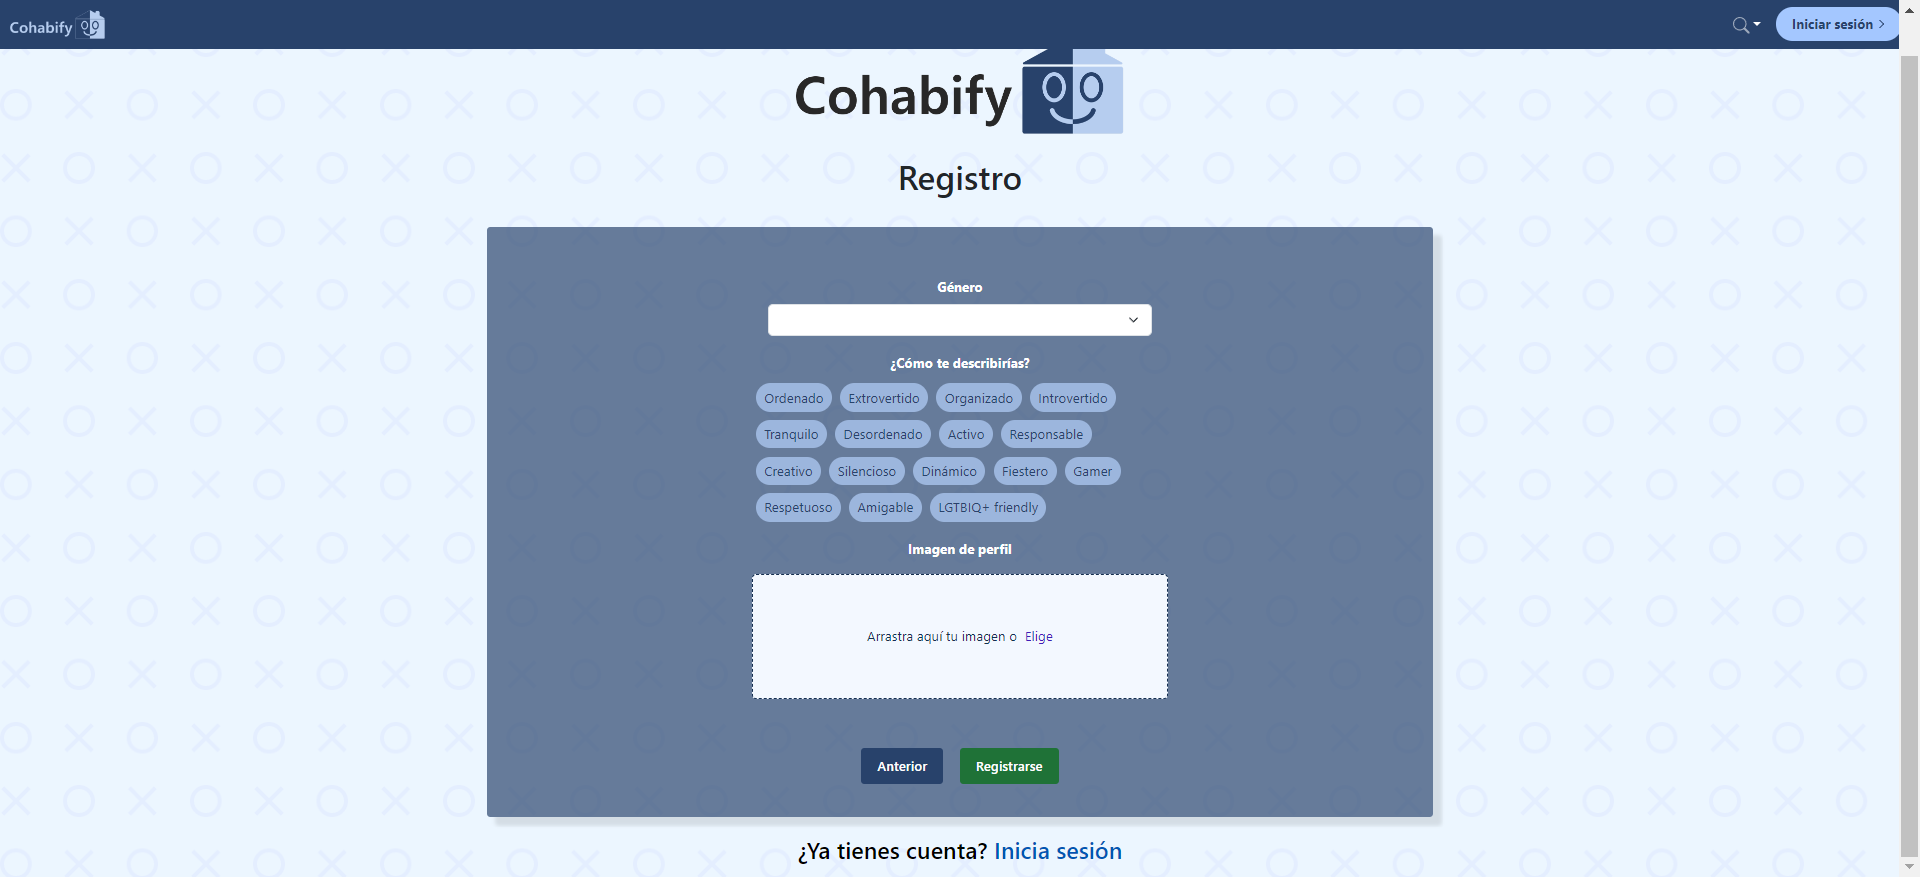 Cohabify
Iniciar sesión
Cohabify
Registro
Género
¿Cómo te describirías?
Ordenado Extrovertido Organizado Introvertido
Tranquilo Desordenado Activo Responsable
Creativo Silencioso Dinámico Fiestero Gamer
Respetuoso Amigable LGTBIQ+ friendly
Imagen de perfil
Arrastra aquí tu imagen o Elige
Anterior Registrarse
¿Ya tienes cuenta? Inicia sesión